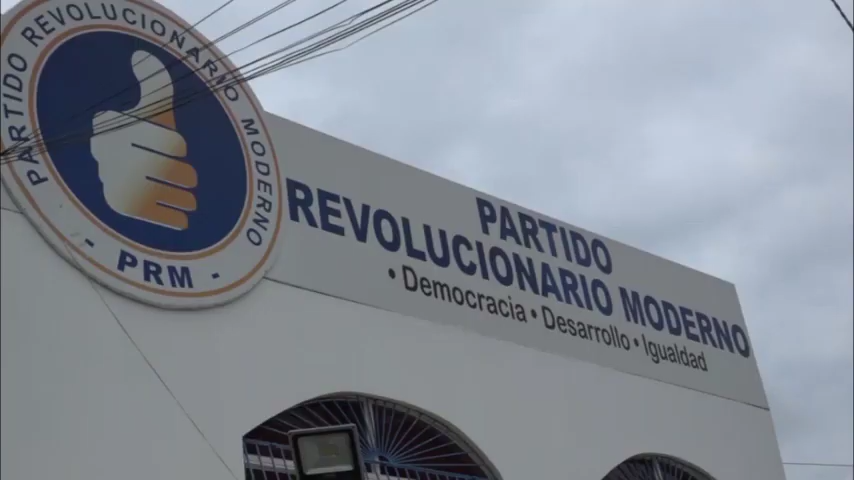 PARTIDO REVOLUCIONARIO MODERNO
- PRM -
PARTIDO
REVOLUCIONARIO MODERNO
• Democracia • Desarrollo • Igualdad